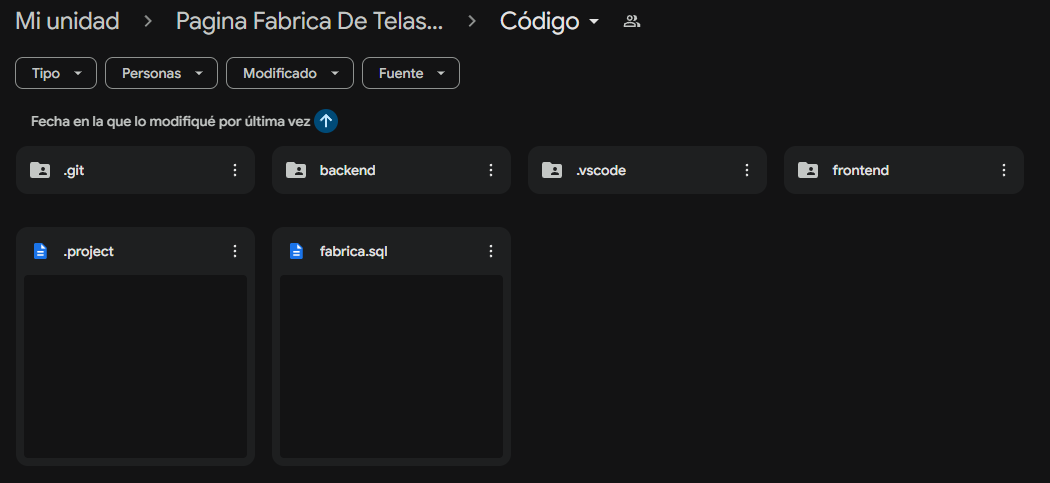 Mi unidad > Pagina Fabrica De Telas... > Código
Tipo Personas Modificado Fuente
Fecha en la que lo modifiqué por última vez
.git backend .vscode frontend
.project fabrica.sql